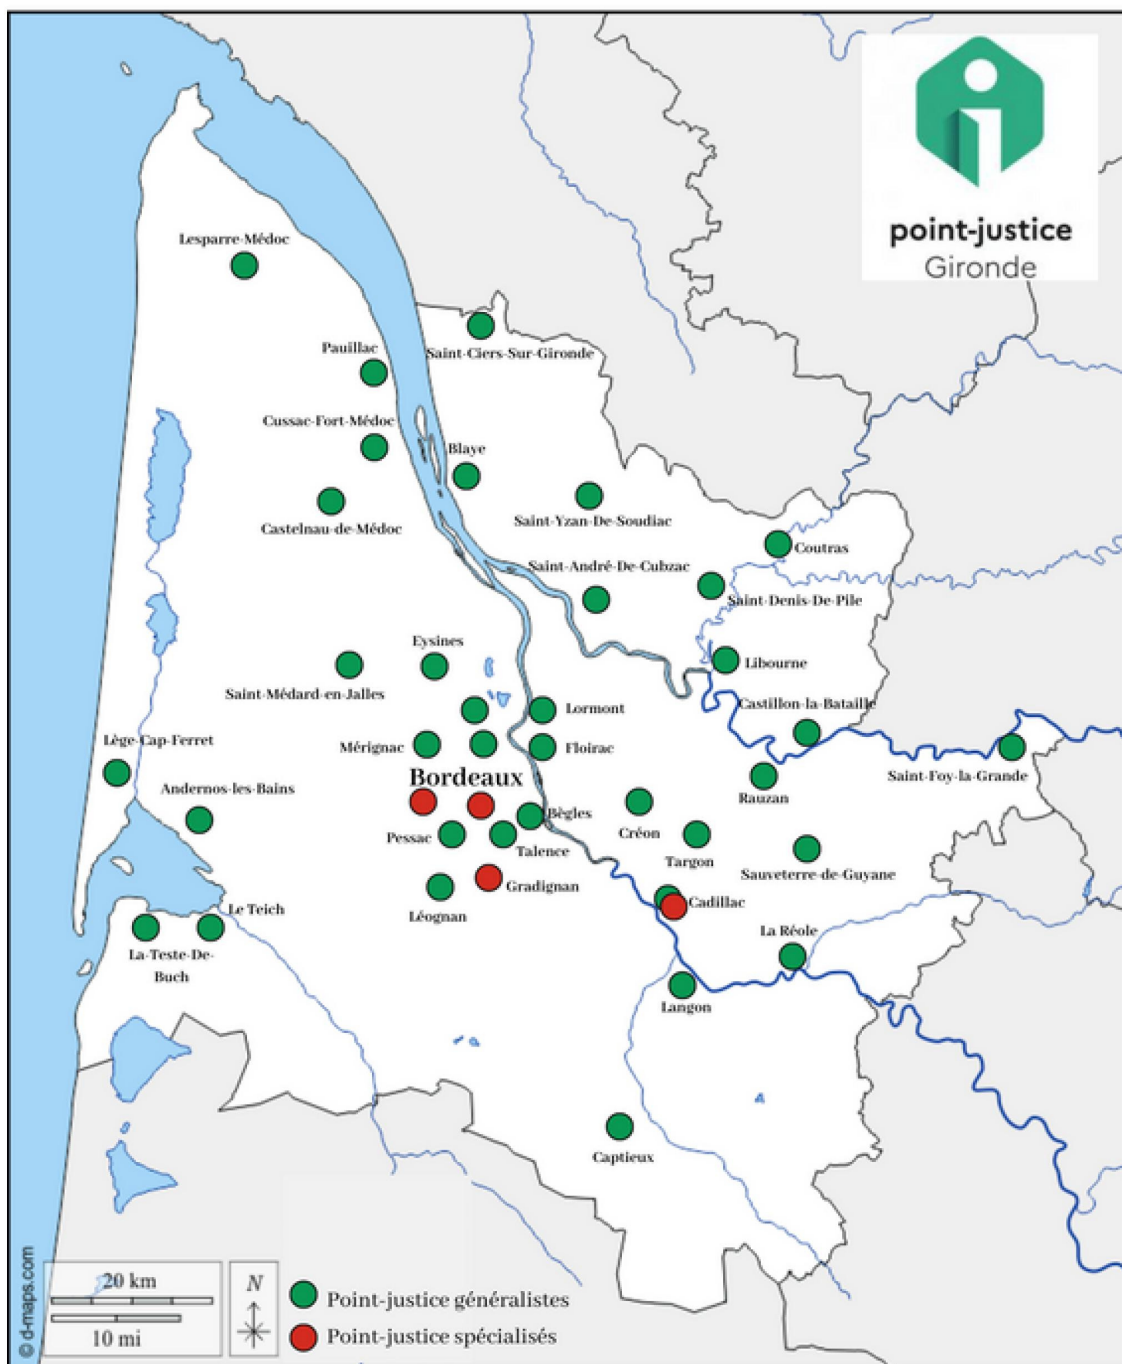 point-justice
Gironde
Lesparre-Médoc
Saint-Ciers-Sur-Gironde
Pauillac
Cussac-Fort-Médoc
Blaye
Castelnau-de-Médoc
Saint-Yzan-De-Soudiac
Coutras
Saint-André-De-Cubzac
Saint-Denis-De-Pile
Eysines
Libourne
Saint-Médard-en-Jalles
Castillon-la-Bataille
Lormont
Lège-Cap-Ferret
Mérignac
Floirac
Saint-Foy-la-Grande
Bordeaux
Andernos-les-Bains
Rauzan
Bègles
Pessac
Talence
Créon
Targon
Sauveterre-de-Guyane
Gradignan
Léognan
Cadillac
Le Teich
La Réole
La-Teste-De-
Buch
Langon
Captieux
© d-maps.com
20 km
10 mi
N
Point-justice généralistes
Point-justice spécialisés